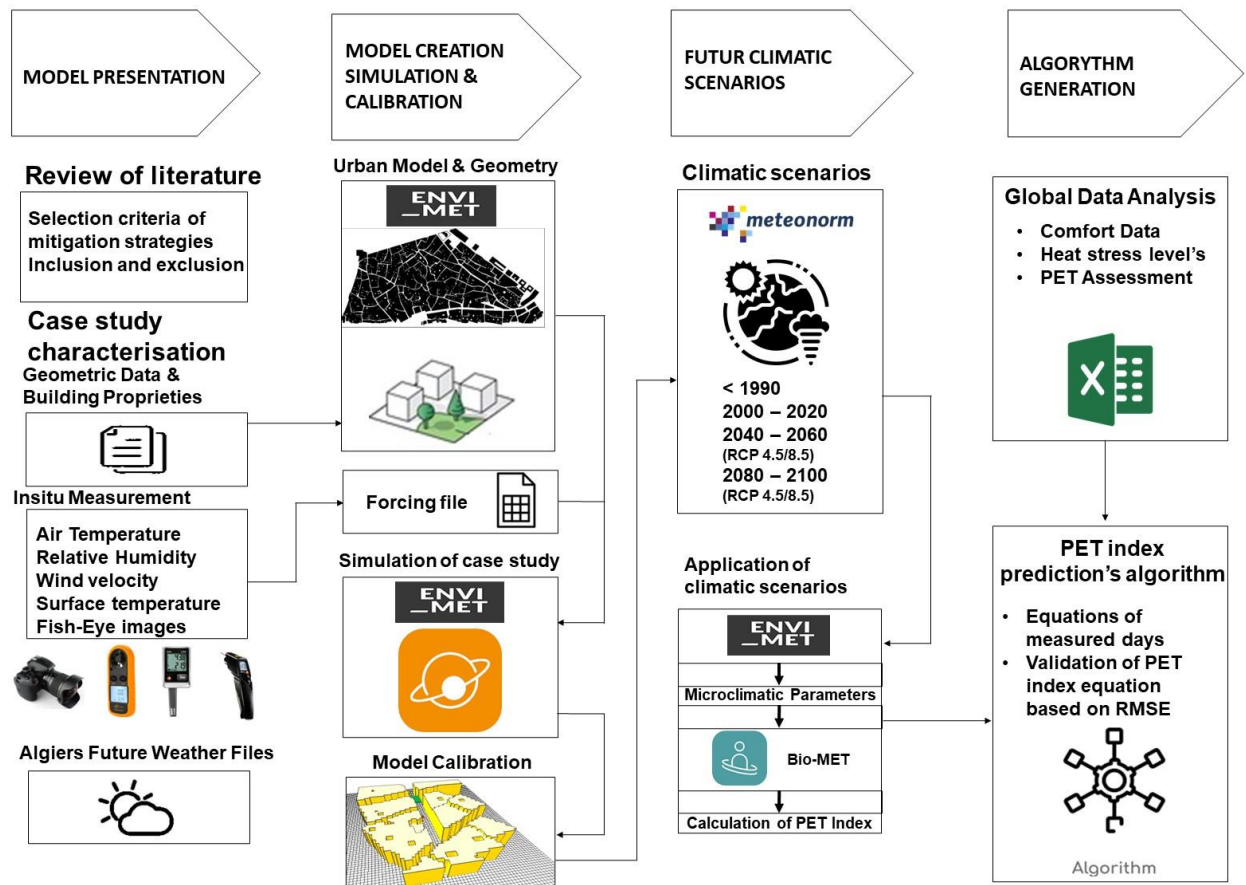 MODEL PRESENTATION
Review of literature
Selection criteria of
mitigation strategies
Inclusion and exclusion
Case study
characterisation
Geometric Data &
Building Proprieties
Insitu Measurement
Air Temperature
Relative Humidity
Wind velocity
Surface temperature
Fish-Eye images
Algiers Future Weather Files
MODEL CREATION
SIMULATION &
CALIBRATION
Urban Model & Geometry
ENVI
_MET
Forcing file
Simulation of case study
ENVI
_MET
Model Calibration
FUTUR CLIMATIC
SCENARIOS
Climatic scenarios
meteonorm
< 1990
2000 – 2020
2040 – 2060
(RCP 4.5/8.5)
2080 – 2100
(RCP 4.5/8.5)
Application of
climatic scenarios
ENVI
_MET
Microclimatic Parameters
Bio-MET
Calculation of PET Index
ALGORYTHM
GENERATION
Global Data Analysis
• Comfort Data
• Heat stress level's
• PET Assessment
X
PET index
prediction's algorithm
• Equations of
measured days
• Validation of PET
index equation
based on RMSE
Algorithm